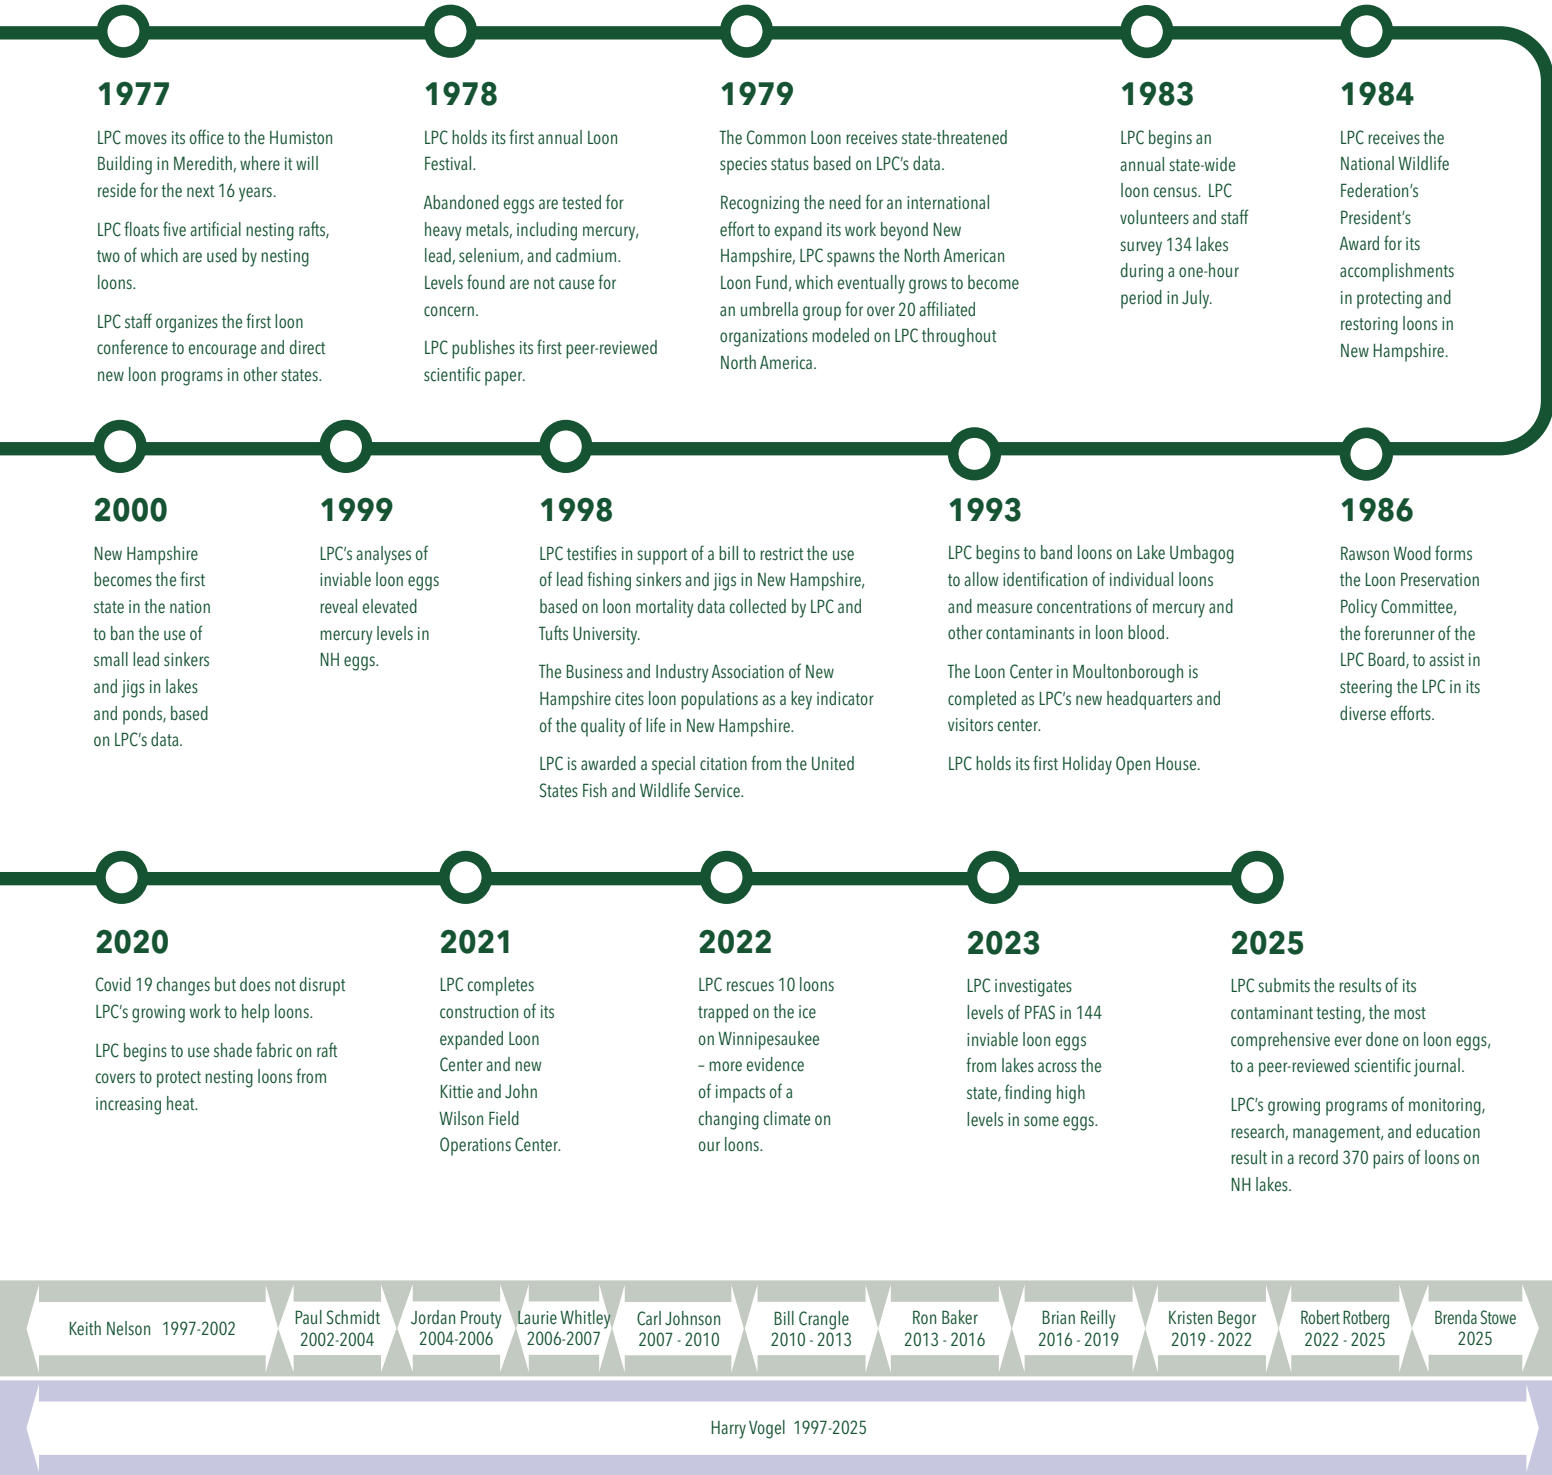 1977
LPC moves its office to the Humiston
Building in Meredith, where it will
reside for the next 16 years.
LPC floats five artificial nesting rafts,
two of which are used by nesting
loons.
LPC staff organizes the first loon
conference to encourage and direct
new loon programs in other states.
1978
LPC holds its first annual Loon
Festival.
Abandoned eggs are tested for
heavy metals, including mercury,
lead, selenium, and cadmium.
Levels found are not cause for
concern.
LPC publishes its first peer-reviewed
scientific paper.
1979
The Common Loon receives state-threatened
species status based on LPC's data.
Recognizing the need for an international
effort to expand its work beyond New
Hampshire, LPC spawns the North American
Loon Fund, which eventually grows to become
an umbrella group for over 20 affiliated
organizations modeled on LPC throughout
North America.
1983
LPC begins an
annual state-wide
loon census.  LPC
volunteers and staff
survey 134 lakes
during a one-hour
period in July.
1984
LPC receives the
National Wildlife
Federation's
President's
Award for its
accomplishments
in protecting and
restoring loons in
New Hampshire.
2000
New Hampshire
becomes the first
state in the nation
to ban the use of
small lead sinkers
and jigs in lakes
and ponds, based
on LPC's data.
1999
LPC's analyses of
inviable loon eggs
reveal elevated
mercury levels in
NH eggs.
1998
LPC testifies in support of a bill to restrict the use
of lead fishing sinkers and jigs in New Hampshire,
based on loon mortality data collected by LPC and
Tufts University.
The Business and Industry Association of New
Hampshire cites loon populations as a key indicator
of the quality of life in New Hampshire.
LPC is awarded a special citation from the United
States Fish and Wildlife Service.
1993
LPC begins to band loons on Lake Umbagog
to allow identification of individual loons
and measure concentrations of mercury and
other contaminants in loon blood.
The Loon Center in Moultonborough is
completed as LPC's new headquarters and
visitors center.
LPC holds its first Holiday Open House.
1986
Rawson Wood forms
the Loon Preservation
Policy Committee,
the forerunner of the
LPC Board, to assist in
steering the LPC in its
diverse efforts.
2020
Covid 19 changes but does not disrupt
LPC's growing work to help loons.
LPC begins to use shade fabric on raft
covers to protect nesting loons from
increasing heat.
2021
LPC completes
construction of its
expanded Loon
Center and new
Kittie and John
Wilson Field
Operations Center.
2022
LPC rescues 10 loons
trapped on the ice
on Winnipesaukee
– more evidence
of impacts of a
changing climate on
our loons.
2023
LPC investigates
levels of PFAS in 144
inviable loon eggs
from lakes across the
state, finding high
levels in some eggs.
2025
LPC submits the results of its
contaminant testing, the most
comprehensive ever done on loon eggs,
to a peer-reviewed scientific journal.
LPC's growing programs of monitoring,
research, management, and education
result in a record 370 pairs of loons on
NH lakes.
Keith Nelson  1997-2002
Paul Schmidt
2002-2004
Jordan Prouty
2004-2006
Laurie Whitley
2006-2007
Carl Johnson
2007 - 2010
Bill Crangle
2010 - 2013
Ron Baker
2013 - 2016
Brian Reilly
2016 - 2019
Kristen Begor
2019 - 2022
Robert Rotberg
2022 - 2025
Brenda Stowe
2025
Harry Vogel  1997-2025